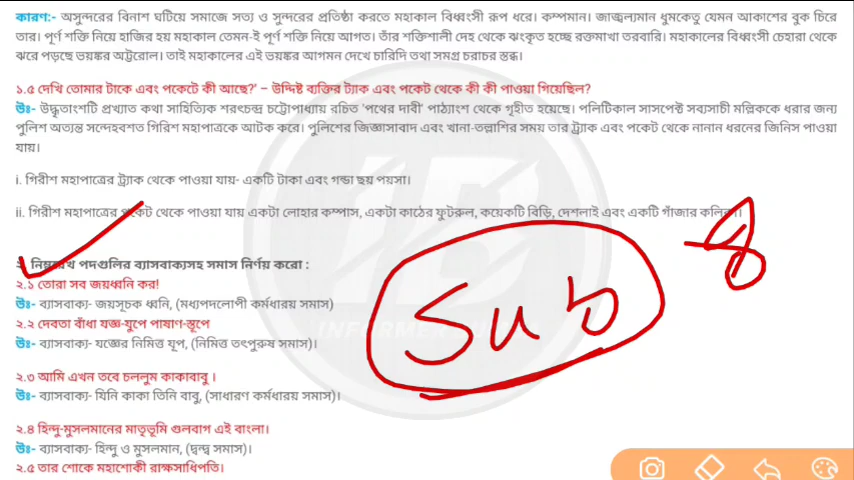 কারণ:- অসুন্দরের বিনাশ ঘটিয়ে সমাজে সত্য ও সুন্দরের প্রতিষ্ঠা করতে মহাকাল বিধ্বংসী রূপ ধরে। কম্পমান। জাজ্বল্যমান ধুমকেতু যেমন আকাশের বুক চিরে
তার। পূর্ণ শক্তি নিয়ে হাজির হয় মহাকাল তেমন-ই পূর্ণ শক্তি নিয়ে আগত। তাঁর শক্তিশালী দেহ থেকে ঝংকৃত হচ্ছে রক্তমাখা তরবারি। মহাকালের বিধ্বংসী চেহারা থেকে
ঝরে পড়ছে ভয়ঙ্কর অট্টরোল। তাই মহাকালের এই ভয়ঙ্কর আগমন দেখে চারিদি তথা সমগ্র চরাচর স্তব্ধ।
১.৫ দেখি তোমার টাকে এবং পকেটে কী আছে?' – উদ্দিষ্ট ব্যক্তির ট্যাক এবং পকেট থেকে কী কী পাওয়া গিয়েছিল?
উঃ- উদ্ধৃতাংশটি প্রখ্যাত কথা সাহিত্যিক শরৎচন্দ্র চট্টোপাধ্যায় রচিত 'পথের দাবী' পাঠ্যাংশ থেকে গৃহীত হয়েছে। পলিটিকাল সাসপেক্ট সব্যসাচী মল্লিককে ধরার জন্য
পুলিশ অত্যন্ত সন্দেহবশত গিরিশ মহাপাত্রকে আটক করে। পুলিশের জিজ্ঞাসাবাদ এবং খানা-তল্লাশির সময় তার ট্র্যাক এবং পকেট থেকে নানান ধরনের জিনিস পাওয়া
যায়।
i. গিরীশ মহাপাত্রের ট্র্যাক থেকে পাওয়া যায়- একটি টাকা এবং গন্ডা ছয় পয়সা।
ii. গিরীশ মহাপাত্রের পকেট থেকে পাওয়া যায় একটা লোহার কম্পাস, একটা কাঠের ফুটরুল, কয়েকটি বিড়ি, দেশলাই এবং একটি গাঁজার
২. পদগুলির ব্যাসবাক্যসহ সমাস নির্ণয় করো :
২.১ তোরা সব জয়ধ্বনি কর!
উঃ- ব্যাসবাক্য- জয়সূচক ধ্বনি, (মধ্যপদলোপী কর্মধারয় সমাস)
২.২ দেবতা বাঁধা যজ্ঞ-যুপে পাষাণ-স্তূপে
উঃ- ব্যাসবাক্য- যজ্ঞের নিমিত্ত যূপ, (নিমিত্ত তৎপুরুষ সমাস)।
২.৩ আমি এখন তবে চললুম কাকাবাবু ।
উঃ- ব্যাসবাক্য- যিনি কাকা তিনি বাবু, (সাধারণ কর্মধারয় সমাস)।
২.৪ হিন্দু-মুসলমানের মাতৃভূমি গুলবাগ এই বাংলা।
উঃ- ব্যাসবাক্য- হিন্দু ও মুসলমান, (দ্বন্দ্ব সমাস)।
২.৫ তার শোকে মহাশোকী রাক্ষসাধিপতি।
Sub